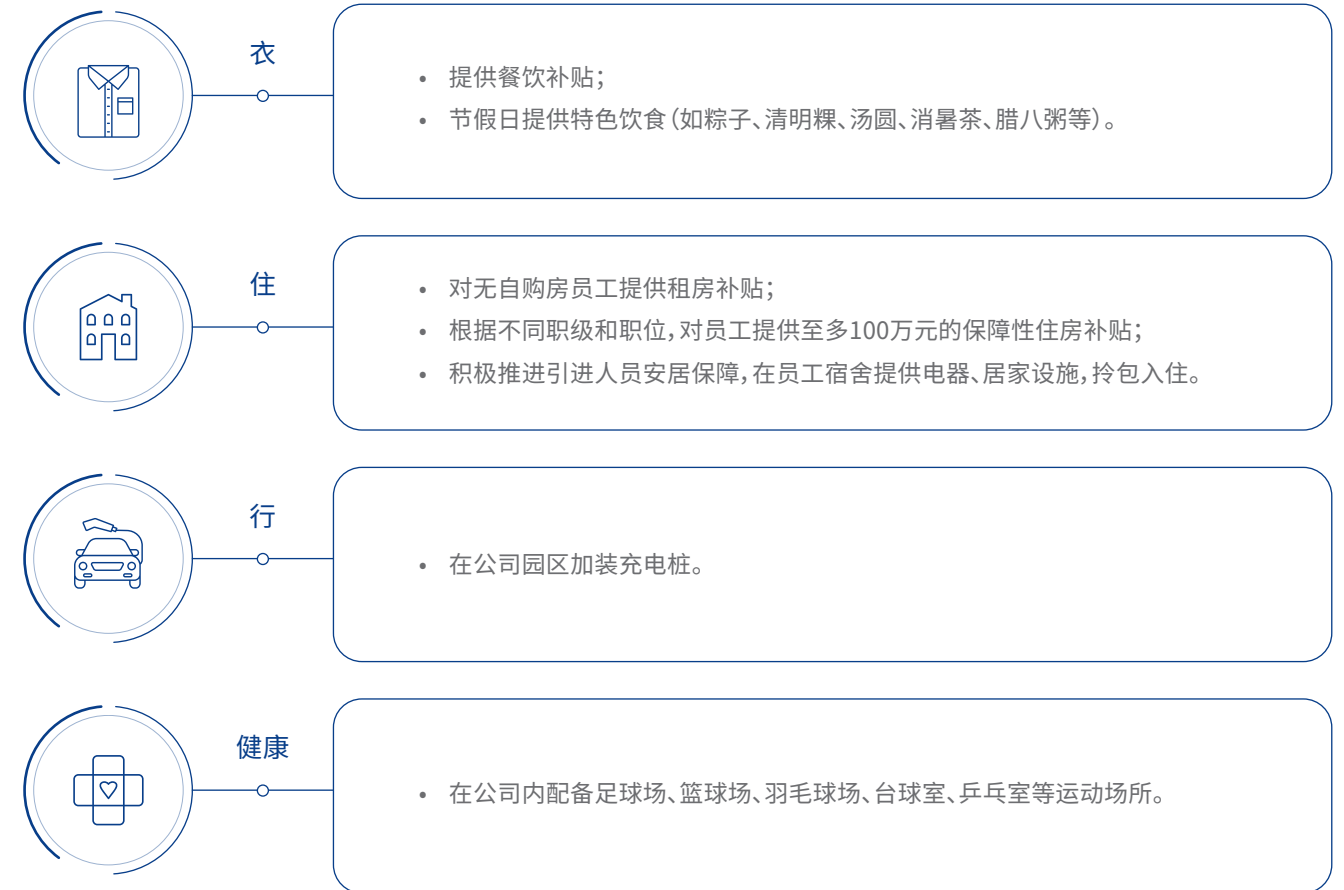 衣
• 提供餐饮补贴；
• 节假日提供特色饮食（如粽子、清明粿、汤圆、消暑茶、腊八粥等）。
住
• 对无自购房员工提供租房补贴；
• 根据不同职级和职位，对员工提供至多100万元的保障性住房补贴；
• 积极推进引进人员安居保障，在员工宿舍提供电器、居家设施，拎包入住。
行
• 在公司园区加装充电桩。
健康
• 在公司内配备足球场、篮球场、羽毛球场、台球室、乒乓室等运动场所。